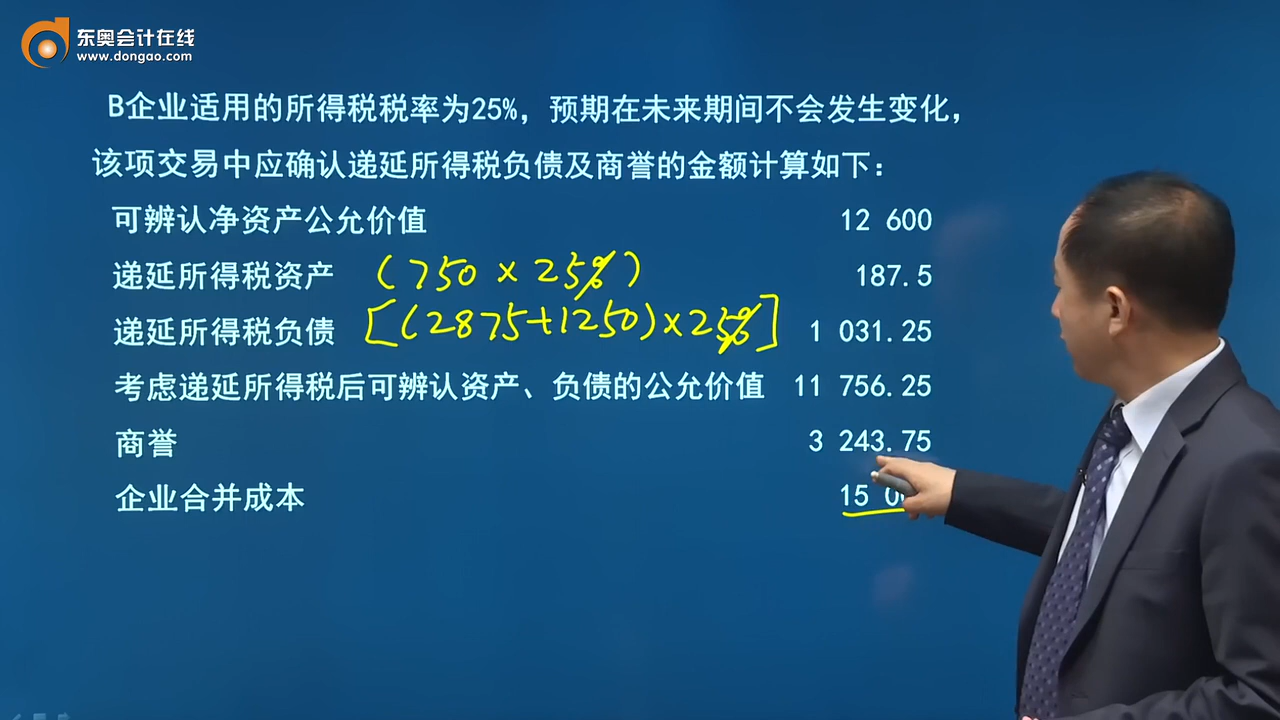 东奥会计在线
www.dongao.com
B企业适用的所得税税率为25%，预期在未来期间不会发生变化，
该项交易中应确认递延所得税负债及商誉的金额计算如下：
可辨认净资产公允价值 12 600
递延所得税资产 (750×25%) 187.5
递延所得税负债 [(2875+1250)×25%] 1 031.25
考虑递延所得税后可辨认资产、负债的公允价值 11 756.25
商誉 3 243.75
企业合并成本 15